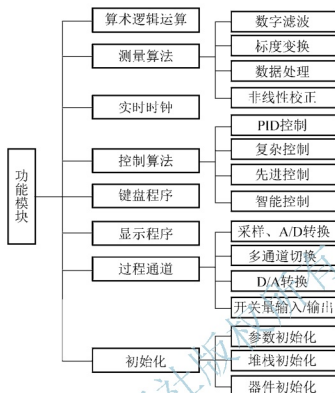 功能模块
算术逻辑运算
测量算法
数字滤波
标度变换
数据处理
非线性校正
实时时钟
控制算法
PID控制
复杂控制
先进控制
智能控制
键盘程序
显示程序
过程通道
采样、A/D转换
多通道切换
D/A转换
开关量输入/输出
初始化
参数初始化
堆栈初始化
器件初始化
社版权所有